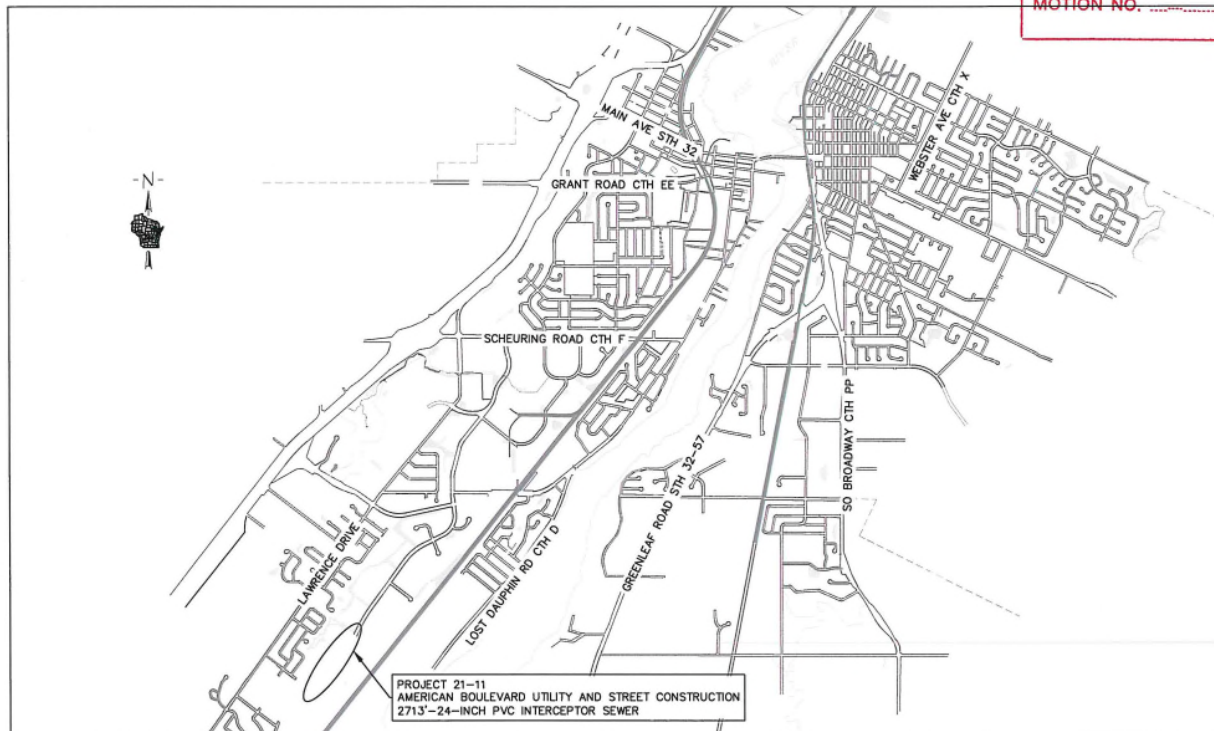 MOTION NO.
MAIN AVE STH 32
WEBSTER AVE CTH X
-N-
GRANT ROAD CTH EE
SCHEURING ROAD CTH F
SO BROADWAY CTH PP
GREENLEAF ROAD STH 32-57
LAWRENCE DRIVE
LOST DAUPHIN RD CTH D
PROJECT 21-11
AMERICAN BOULEVARD UTILITY AND STREET CONSTRUCTION
2713'-24-INCH PVC INTERCEPTOR SEWER